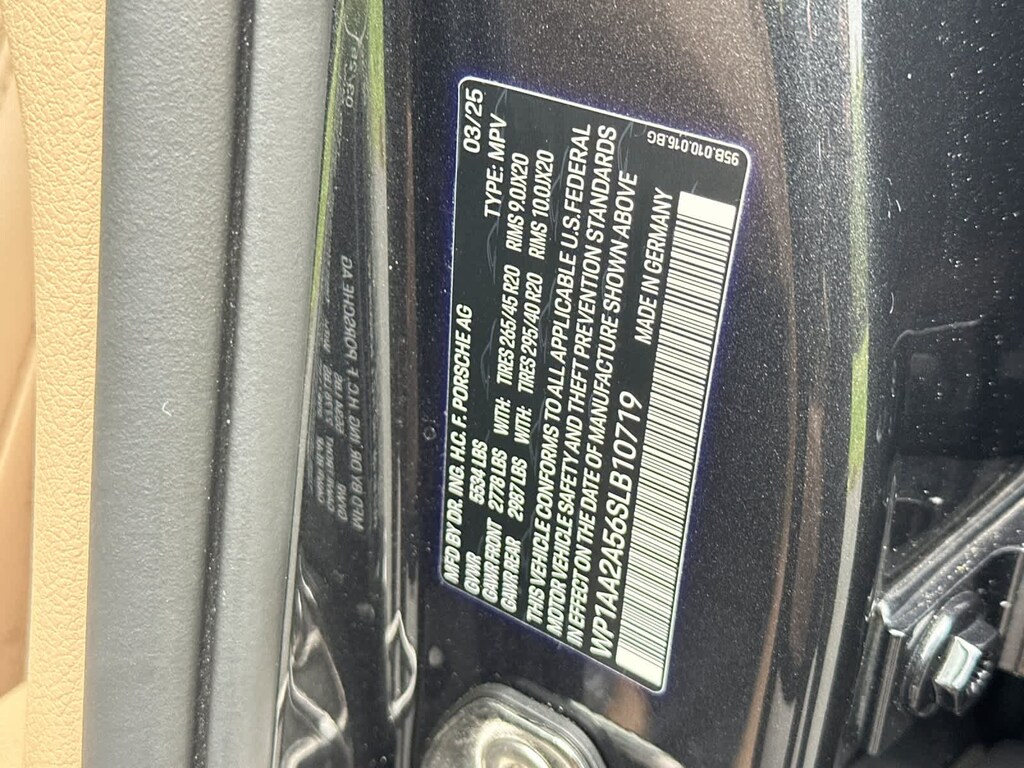 MFD BY DR. ING. H.C. F. PORSCHE AG 03/25
GVWR 5534 LBS TYPE: MPV
GAWR FRONT 2778 LBS WITH: TIRES 265/45 R20 RIMS 9.0JX20
GAWR REAR 2987 LBS WITH: TIRES 295/40 R20 RIMS 10.0JX20
THIS VEHICLE CONFORMS TO ALL APPLICABLE U.S. FEDERAL
MOTOR VEHICLE SAFETY AND THEFT PREVENTION STANDARDS
IN EFFECT ON THE DATE OF MANUFACTURE SHOWN ABOVE
WP1AA2A56SLB10719 MADE IN GERMANY
95B.010.016.BG